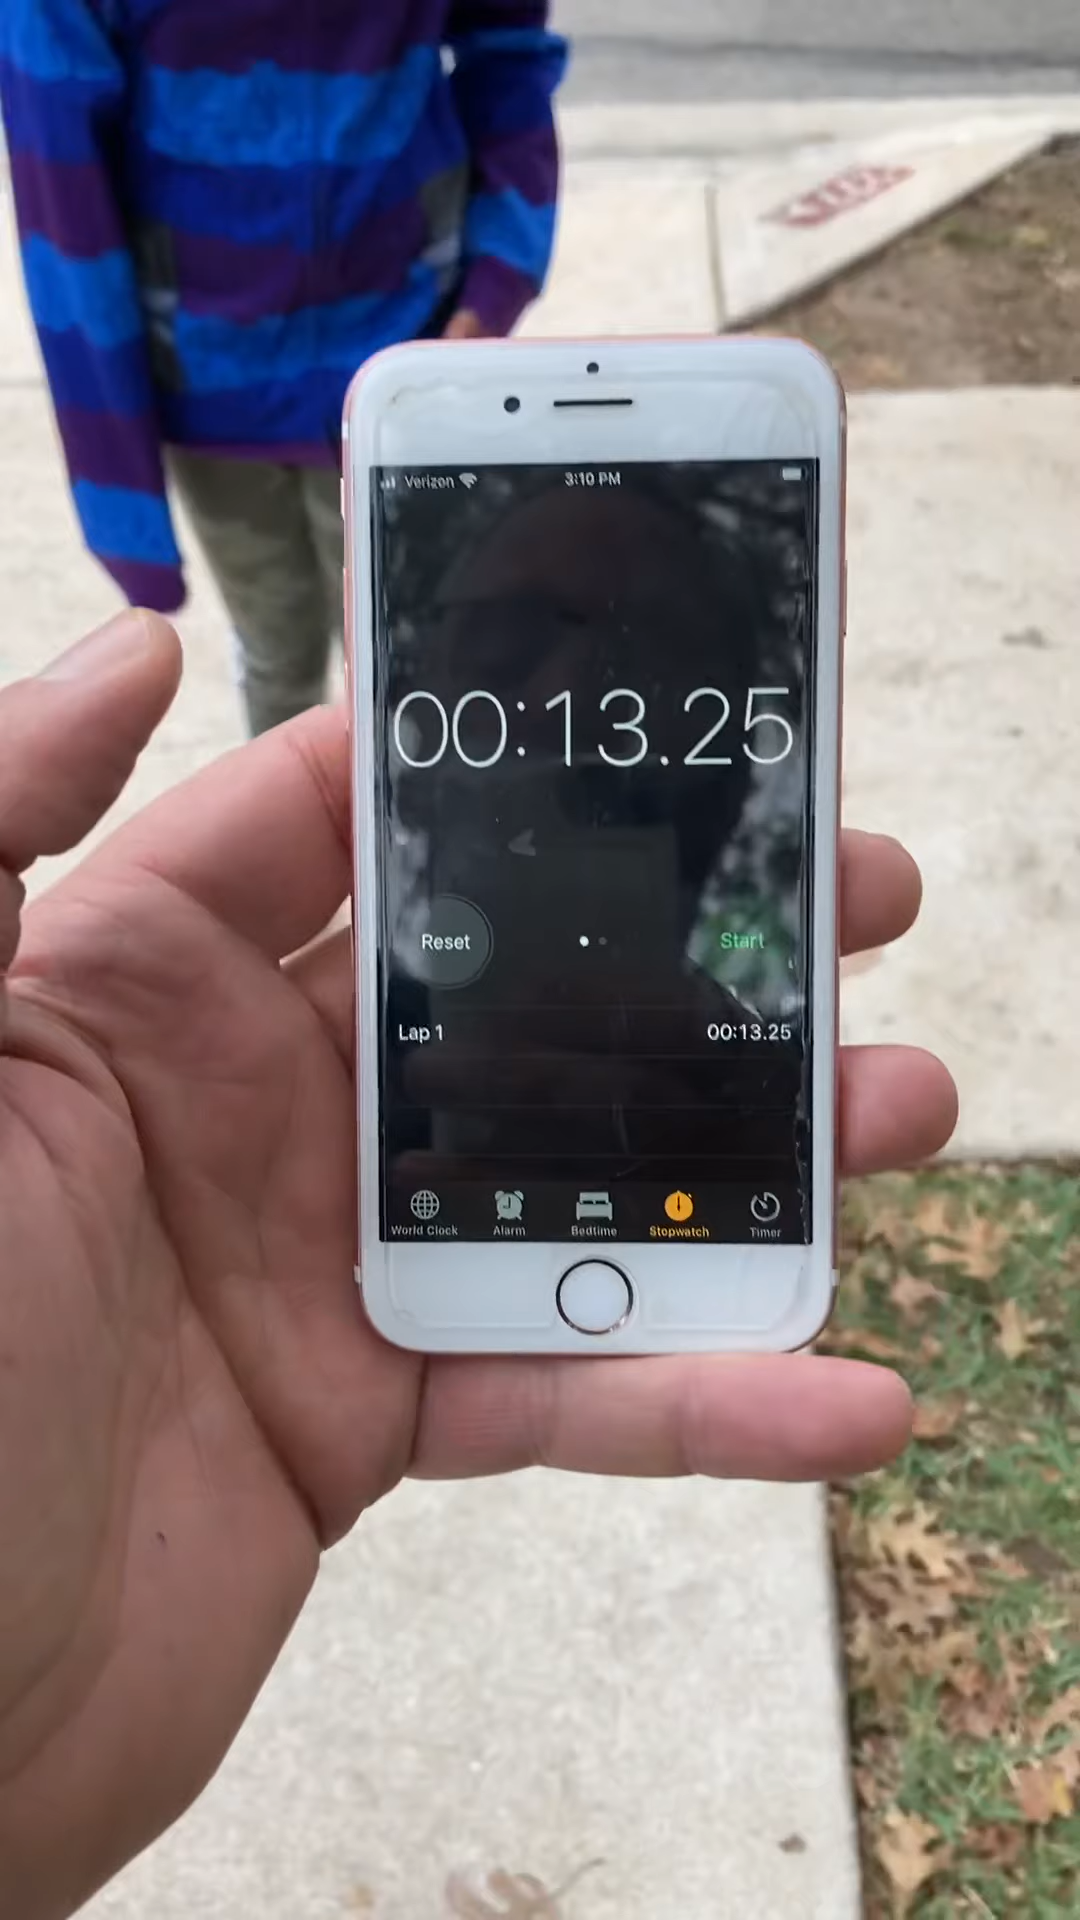 Verizon 3:10 PM
00:13.25
Reset Start
Lap 1 00:13.25
World Clock Alarm Bedtime Stopwatch Timer